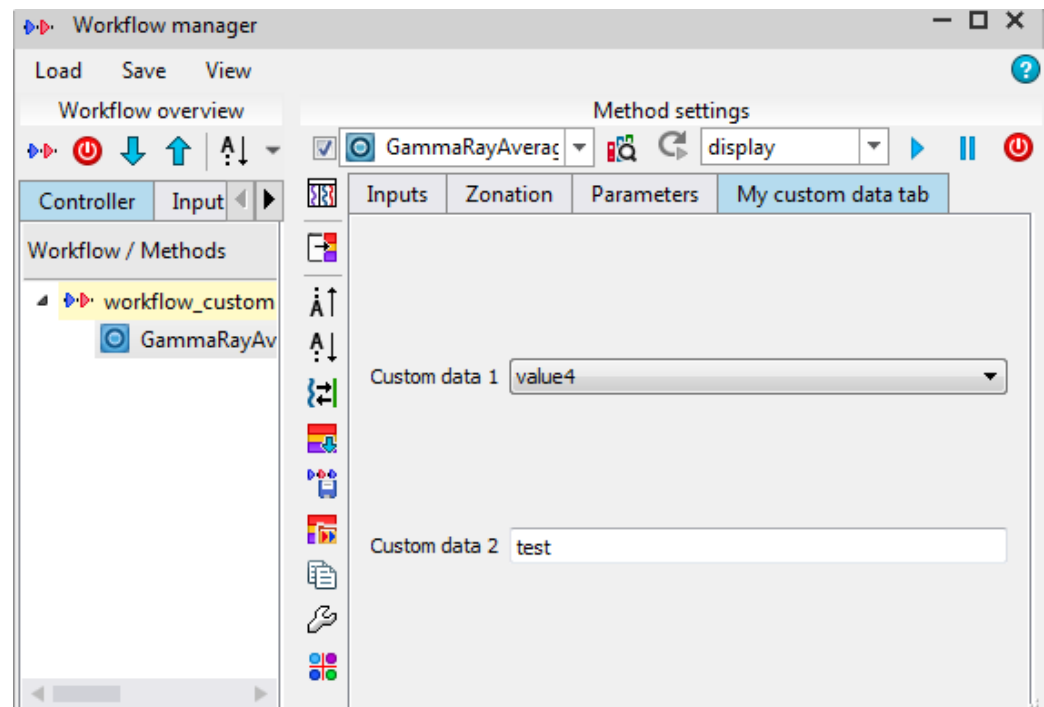 Workflow manager
Load Save View
Workflow overview
Method settings
GammaRayAverag
display
Controller
Input
Inputs
Zonation
Parameters
My custom data tab
Workflow / Methods
workflow_custom
GammaRayAv
Custom data 1
value4
Custom data 2
test